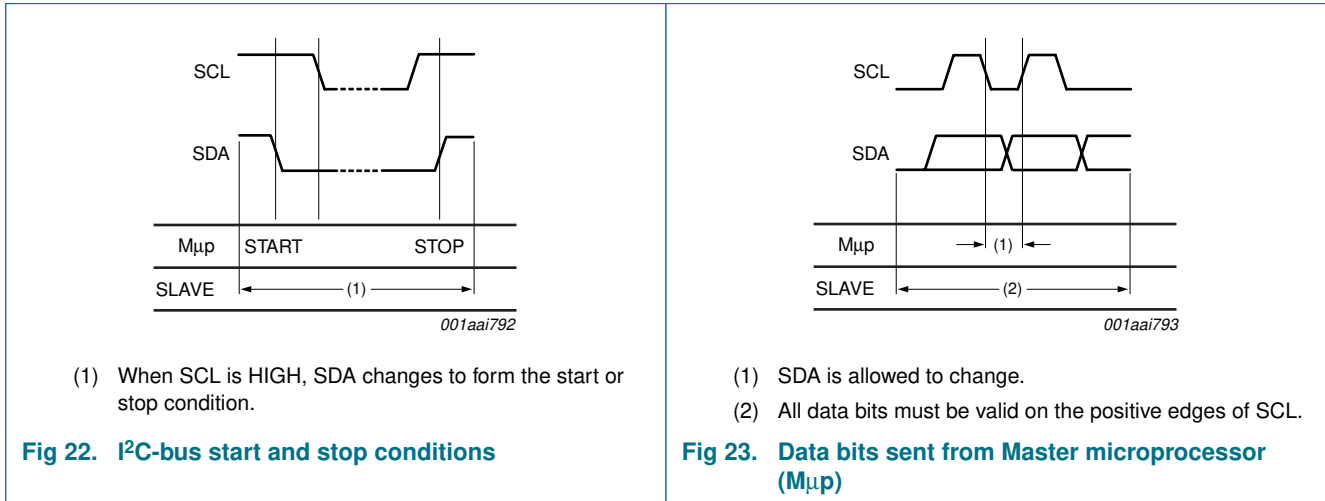 SCL
SDA
Mμp START STOP
SLAVE (1)
001aai792
(1) When SCL is HIGH, SDA changes to form the start or
stop condition.
Fig 22. I²C-bus start and stop conditions
SCL
SDA
Mμp (1)
SLAVE (2)
001aai793
(1) SDA is allowed to change.
(2) All data bits must be valid on the positive edges of SCL.
Fig 23. Data bits sent from Master microprocessor
(Mμp)